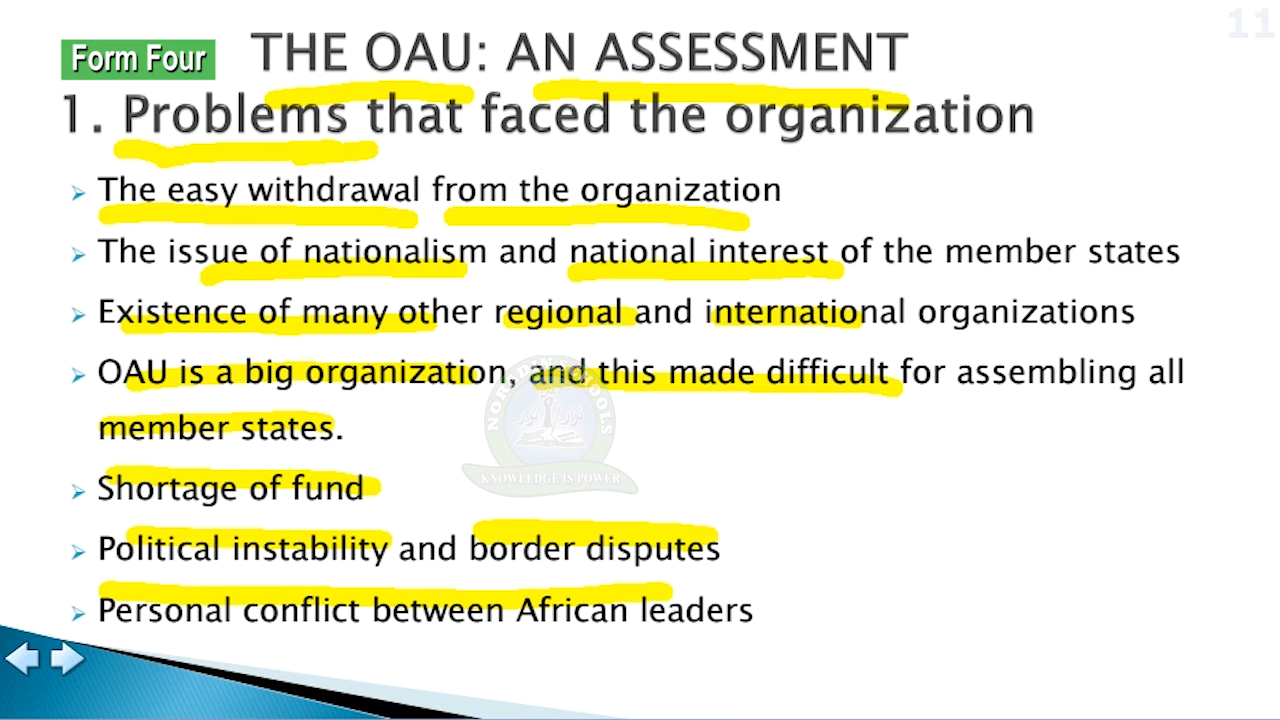 11
Form Four
THE OAU: AN ASSESSMENT
1. Problems that faced the organization
The easy withdrawal from the organization
The issue of nationalism and national interest of the member states
Existence of many other regional and international organizations
OAU is a big organization, and this made difficult for assembling all
member states.
Shortage of fund
Political instability and border disputes
Personal conflict between African leaders
SCHOOLS
KNOWLEDGE IS POWER